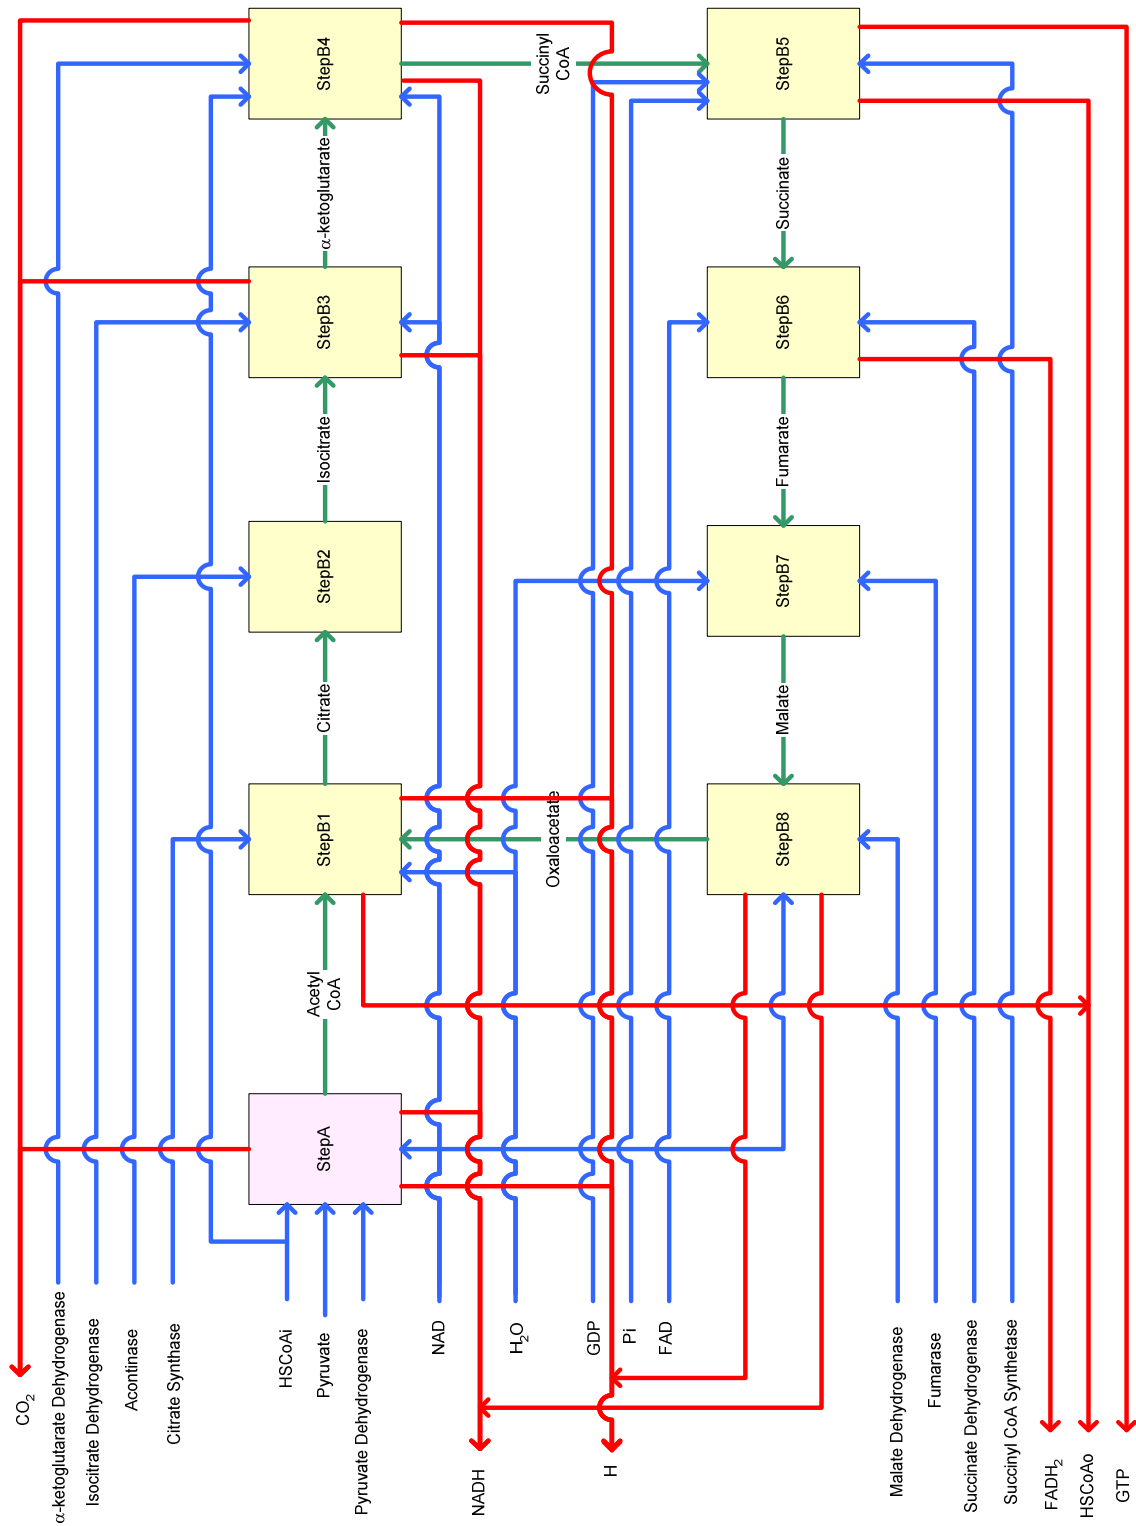 CO2
α-ketoglutarate Dehydrogenase
Isocitrate Dehydrogenase
Acontinase
Citrate Synthase
HSCoAi
Pyruvate
Pyruvate Dehydrogenase
NAD
NADH
H2O
GDP
H
Pi
FAD
Malate Dehydrogenase
Fumarase
Succinate Dehydrogenase
Succinyl CoA Synthetase
FADH2
HSCoAo
GTP
StepA
Acetyl
CoA
StepB1
Citrate
StepB2
Isocitrate
StepB3
α-ketoglutarate
StepB4
Succinyl
CoA
StepB5
Succinate
StepB6
Fumarate
StepB7
Malate
StepB8
Oxaloacetate